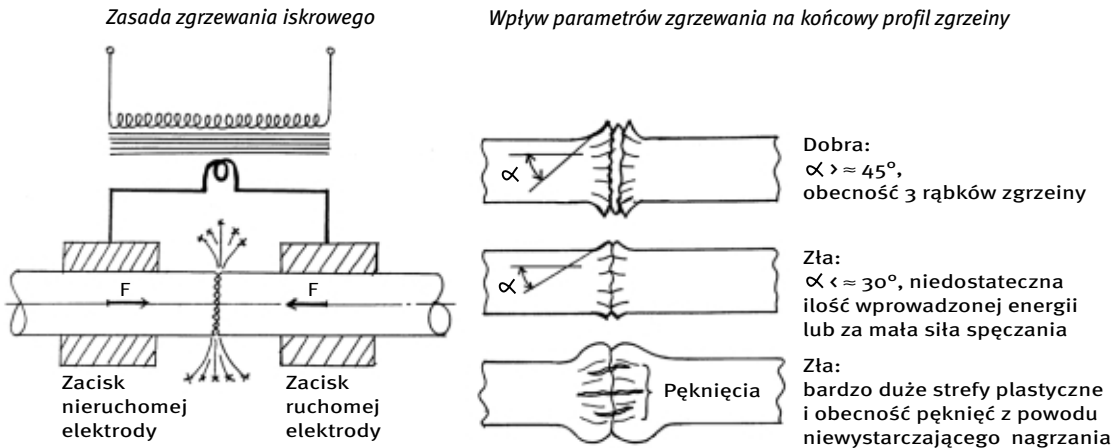 Zasada zgrzewania iskrowego
Wpływ parametrów zgrzewania na końcowy profil zgrzeiny
F
F
Zacisk
nieruchomej
elektrody
Zacisk
ruchomej
elektrody
α
Dobra:
α > ≈ 45°,
obecność 3 rąbków zgrzeiny
α
Zła:
α < ≈ 30°, niedostateczna
ilość wprowadzonej energii
lub za mała siła spęczania
Pęknięcia
Zła:
bardzo duże strefy plastyczne
i obecność pęknięć z powodu
niewystarczającego nagrzania